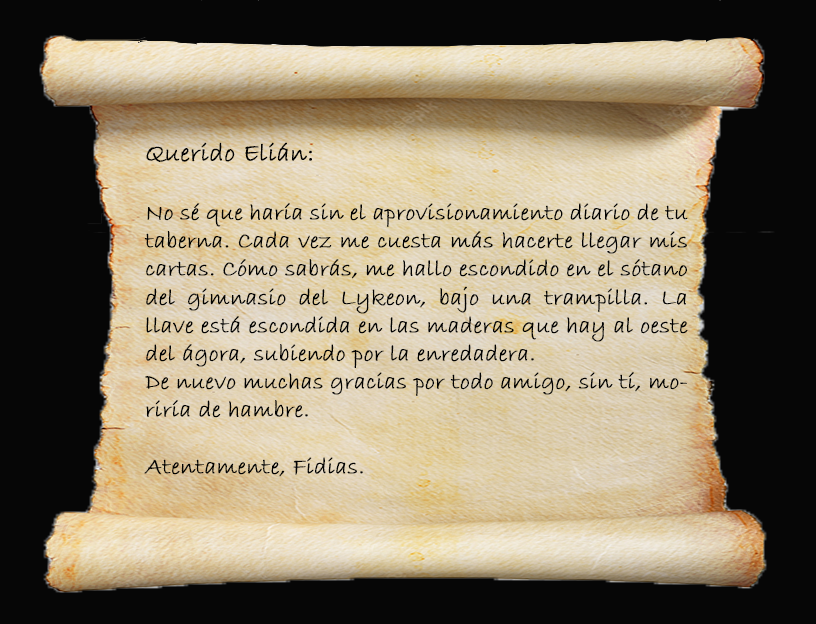 Querido Elián:
No sé que haría sin el aprovisionamiento diario de tu
taberna. Cada vez me cuesta más hacerte llegar mis
cartas. Cómo sabrás, me hallo escondido en el sótano
del gimnasio del Lykeon, bajo una trampilla. La
llave está escondida en las maderas que hay al oeste
del ágora, subiendo por la enredadera.
De nuevo muchas gracias por todo amigo, sin tí, mo-
riría de hambre.
Atentamente, Fidias.